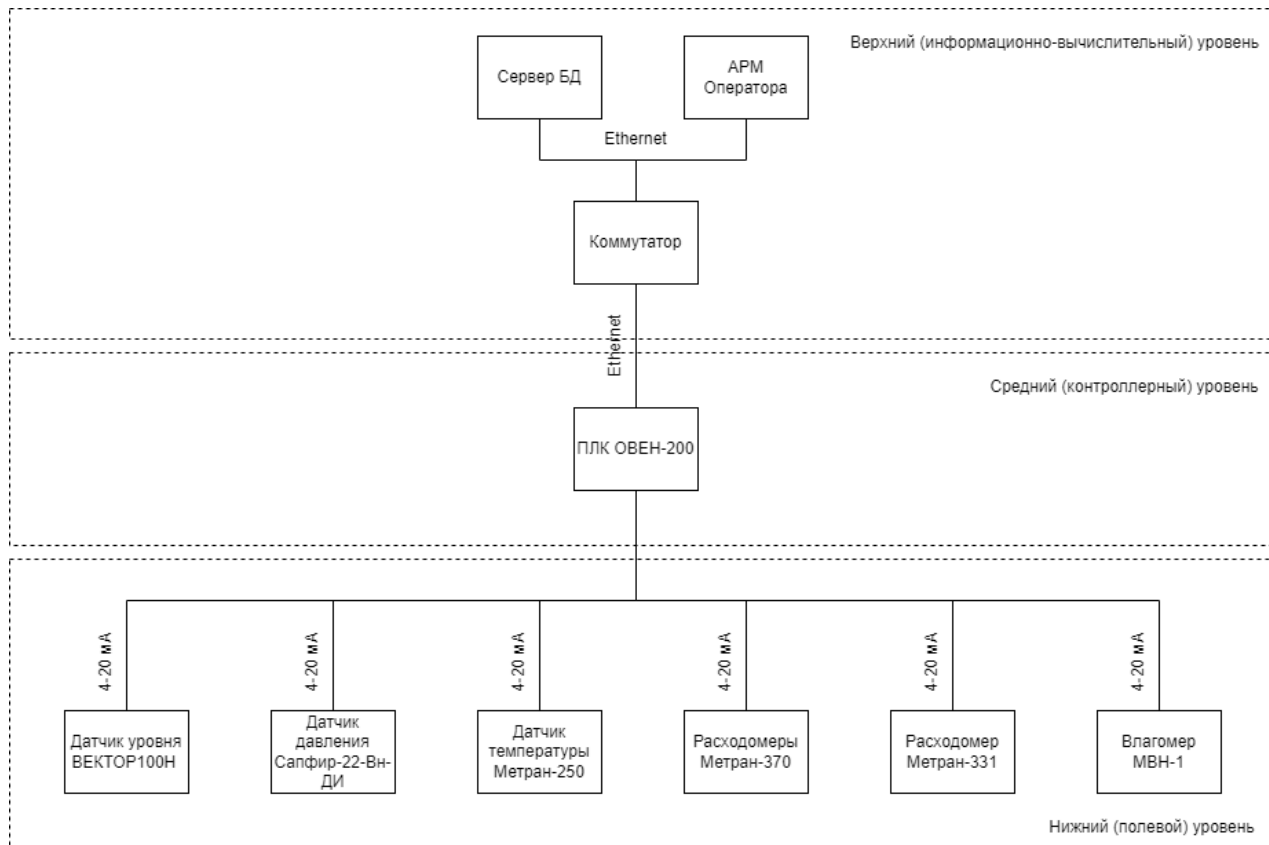 Верхний (информационно-вычислительный) уровень
Сервер БД
АРМ
Оператора
Ethernet
Коммутатор
Ethernet
Средний (контроллерный) уровень
ПЛК ОВЕН-200
4-20 мА
4-20 мА
4-20 мА
4-20 мА
4-20 мА
4-20 мА
Датчик уровня
ВЕКТОР100Н
Датчик
давления
Сапфир-22-Вн-
ДИ
Датчик
температуры
Метран-250
Расходомеры
Метран-370
Расходомер
Метран-331
Влагомер
МВН-1
Нижний (полевой) уровень